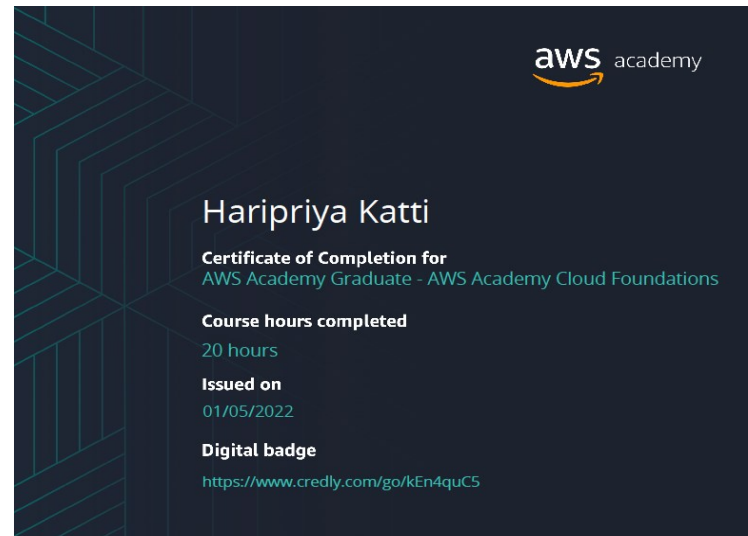 aws academy
Haripriya Katti
Certificate of Completion for
AWS Academy Graduate - AWS Academy Cloud Foundations
Course hours completed
20 hours
Issued on
01/05/2022
Digital badge
https://www.credly.com/go/kEn4quC5